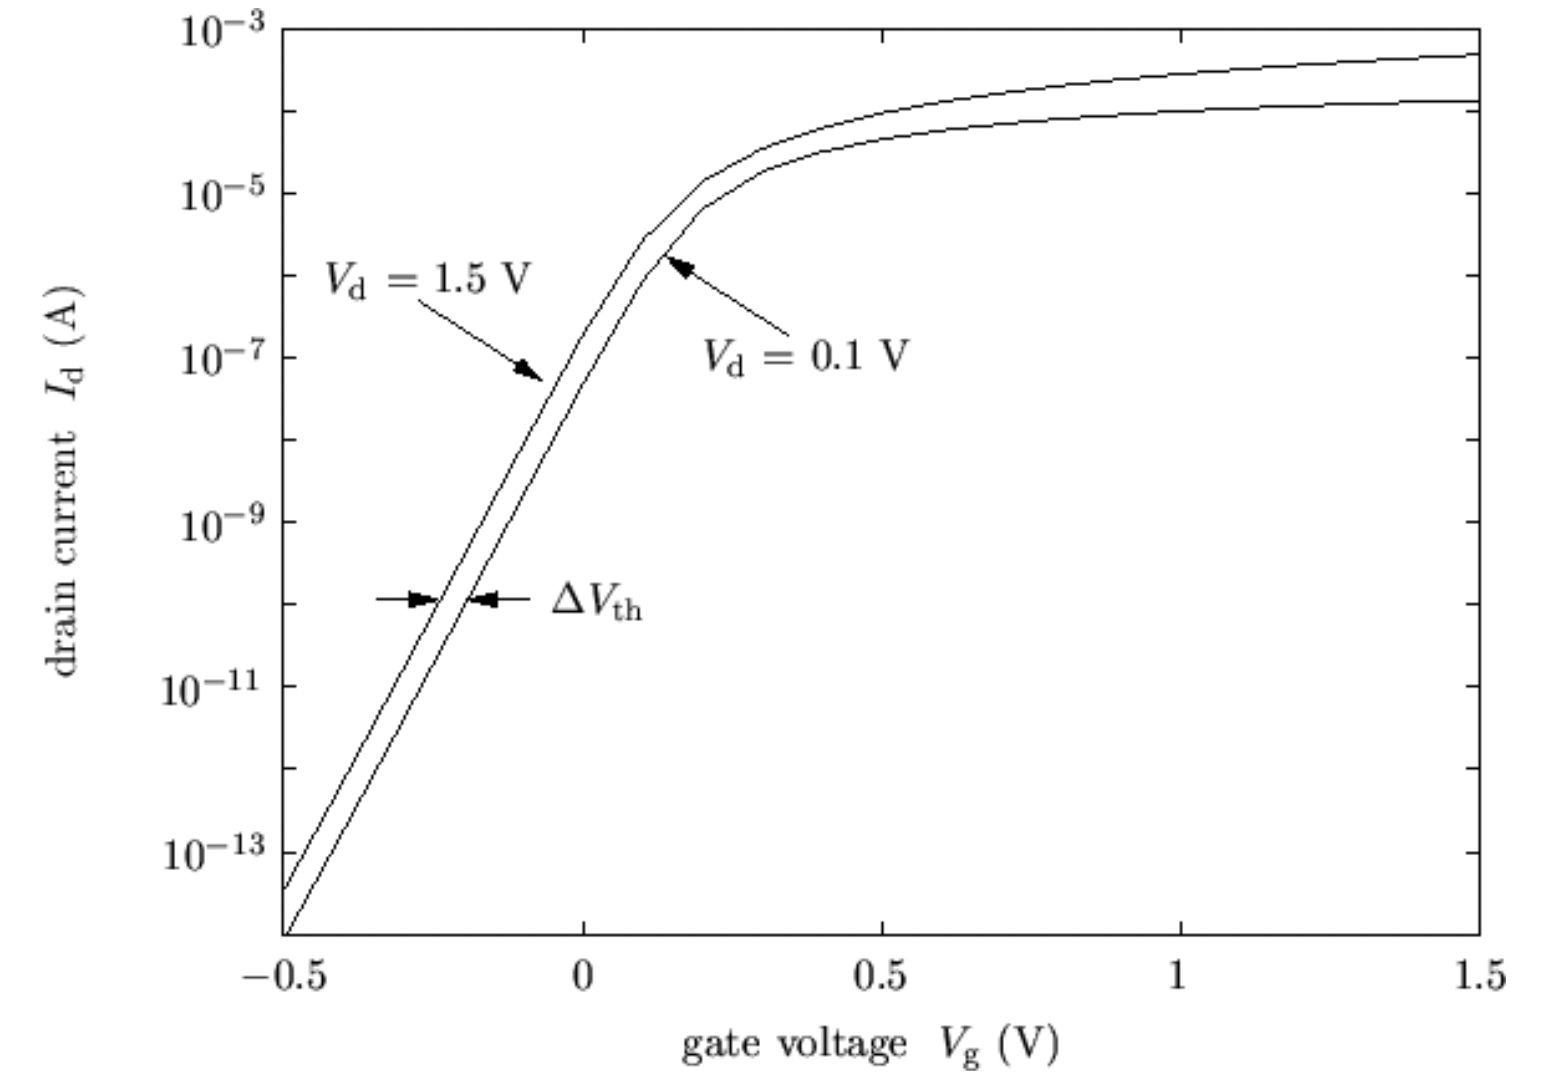 10⁻³
10⁻⁵
10⁻⁷
10⁻⁹
10⁻¹¹
10⁻¹³
drain current I_d (A)
V_d = 1.5 V
V_d = 0.1 V
ΔV_th
−0.5 0 0.5 1 1.5
gate voltage V_g (V)